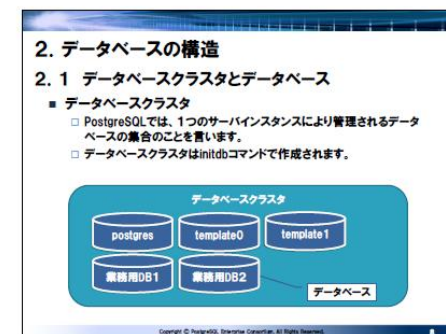 2. データベースの構造
2. 1 データベースクラスタとデータベース
■ データベースクラスタ
□ PostgreSQLでは、1つのサーバインスタンスにより管理されるデータ
ベースの集合のことを言います。
□ データベースクラスタはinitdbコマンドで作成されます。
データベースクラスタ
postgres template0 template1
業務用DB1 業務用DB2
データベース
Copyright © PostgreSQL Enterprise Consortium, All Rights Reserved.